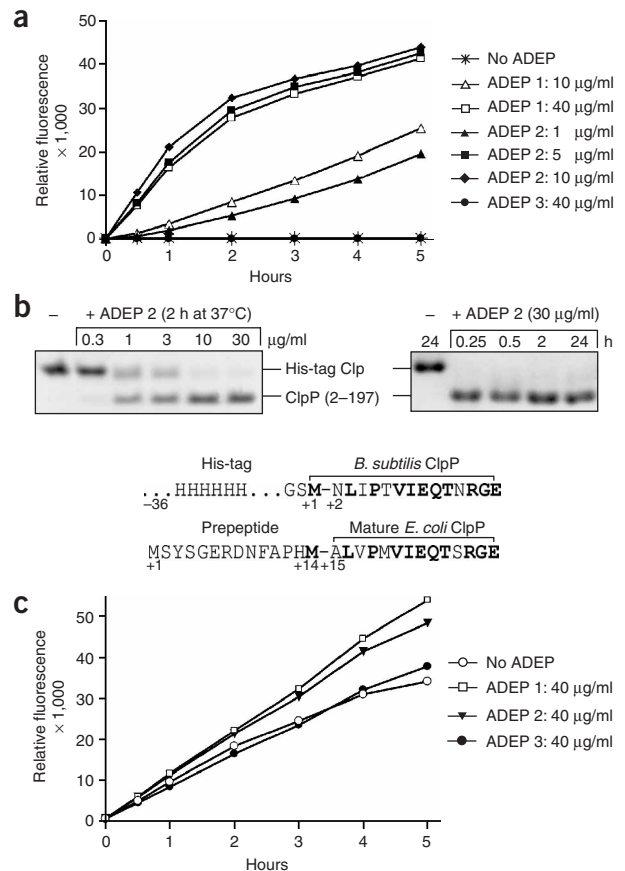 a
Relative fluorescence
× 1,000
50
40
30
20
10
0
0 1 2 3 4 5
Hours
No ADEP
ADEP 1: 10 μg/ml
ADEP 1: 40 μg/ml
ADEP 2: 1 μg/ml
ADEP 2: 5 μg/ml
ADEP 2: 10 μg/ml
ADEP 3: 40 μg/ml
b
– + ADEP 2 (2 h at 37°C)
0.3 1 3 10 30 μg/ml
His-tag Clp
ClpP (2–197)
– + ADEP 2 (30 μg/ml)
24 0.25 0.5 2 24 h
His-tag B. subtilis ClpP
...HHHHHH...GSM–NLIPTVIEQTNRGE
–36 +1 +2
Prepeptide Mature E. coli ClpP
MSYSGERDNFAPHM–ALVPMVIEQTSRGE
+1 +14 +15
c
Relative fluorescence
× 1,000
50
40
30
20
10
0
0 1 2 3 4 5
Hours
No ADEP
ADEP 1: 40 μg/ml
ADEP 2: 40 μg/ml
ADEP 3: 40 μg/ml